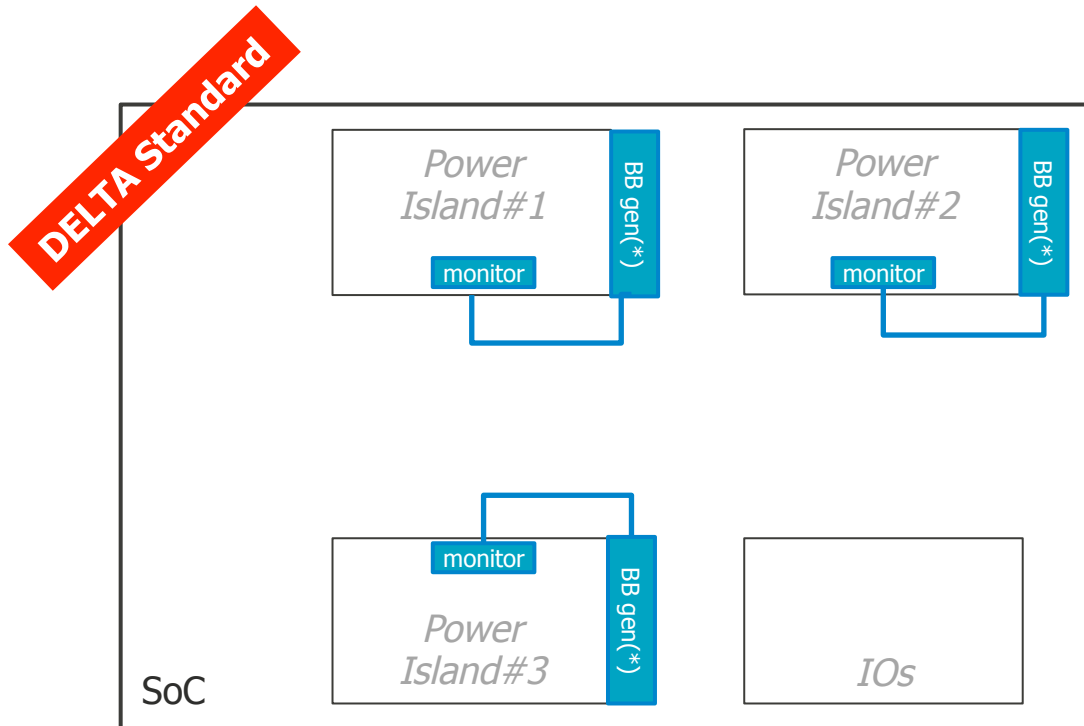 DELTA Standard
Power
Island#1
BB gen(*)
monitor
Power
Island#2
BB gen(*)
monitor
monitor
Power
Island#3
BB gen(*)
IOs
SoC